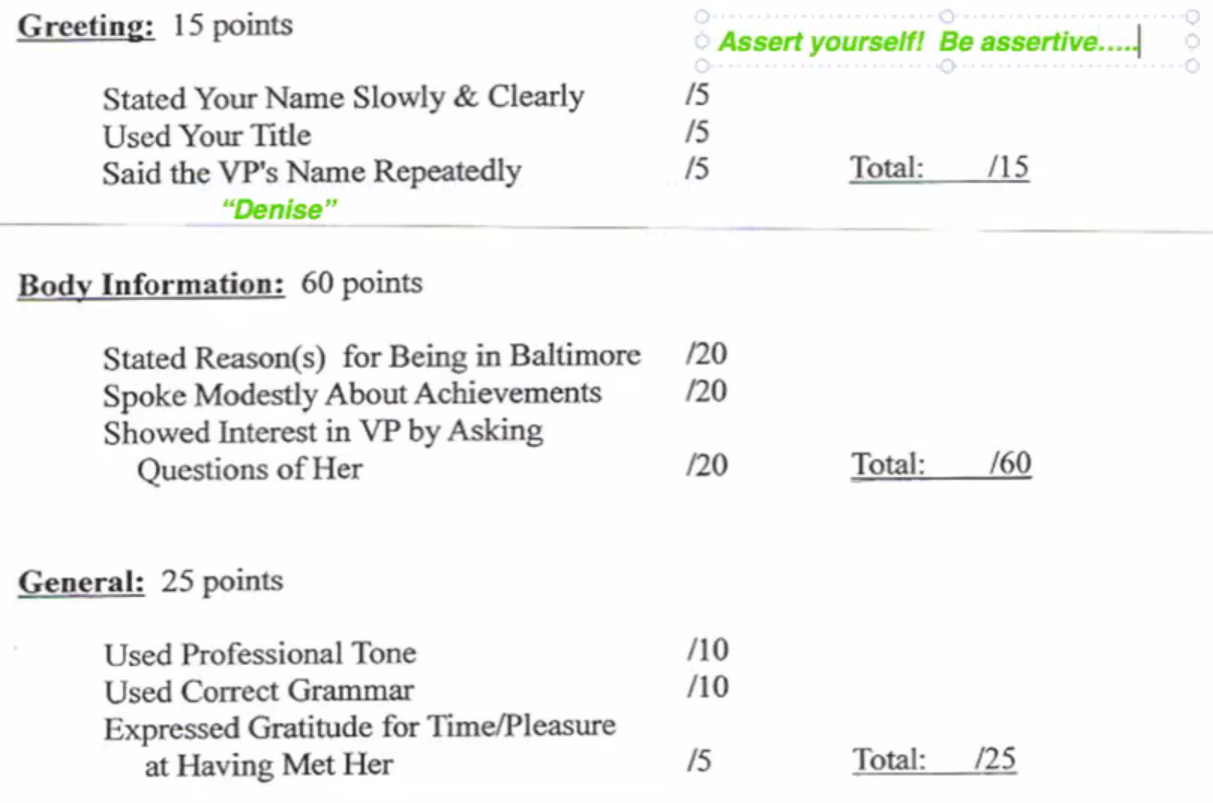 Greeting: 15 points
Assert yourself! Be assertive.....
Stated Your Name Slowly & Clearly /5
Used Your Title /5
Said the VP's Name Repeatedly /5 Total: /15
“Denise”
Body Information: 60 points
Stated Reason(s) for Being in Baltimore /20
Spoke Modestly About Achievements /20
Showed Interest in VP by Asking
Questions of Her /20 Total: /60
General: 25 points
Used Professional Tone /10
Used Correct Grammar /10
Expressed Gratitude for Time/Pleasure
at Having Met Her /5 Total: /25